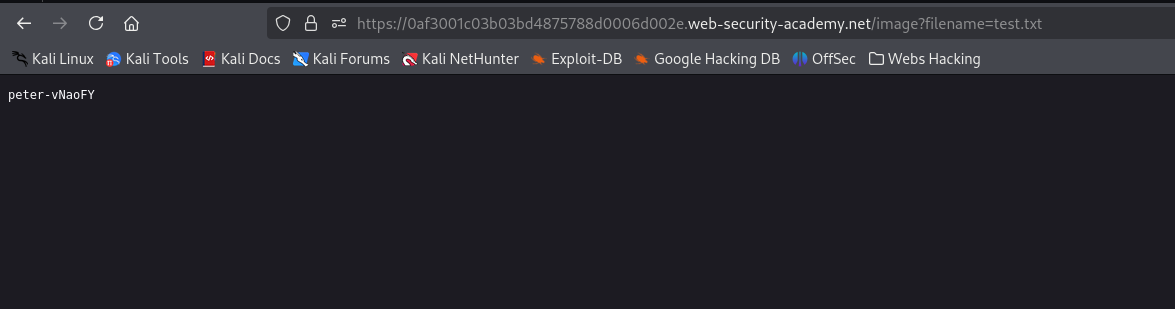 https://0af3001c03b03bd4875788d0006d002e.web-security-academy.net/image?filename=test.txt
Kali Linux Kali Tools Kali Docs Kali Forums Kali NetHunter Exploit-DB Google Hacking DB OffSec Webs Hacking
peter-vNaoFY